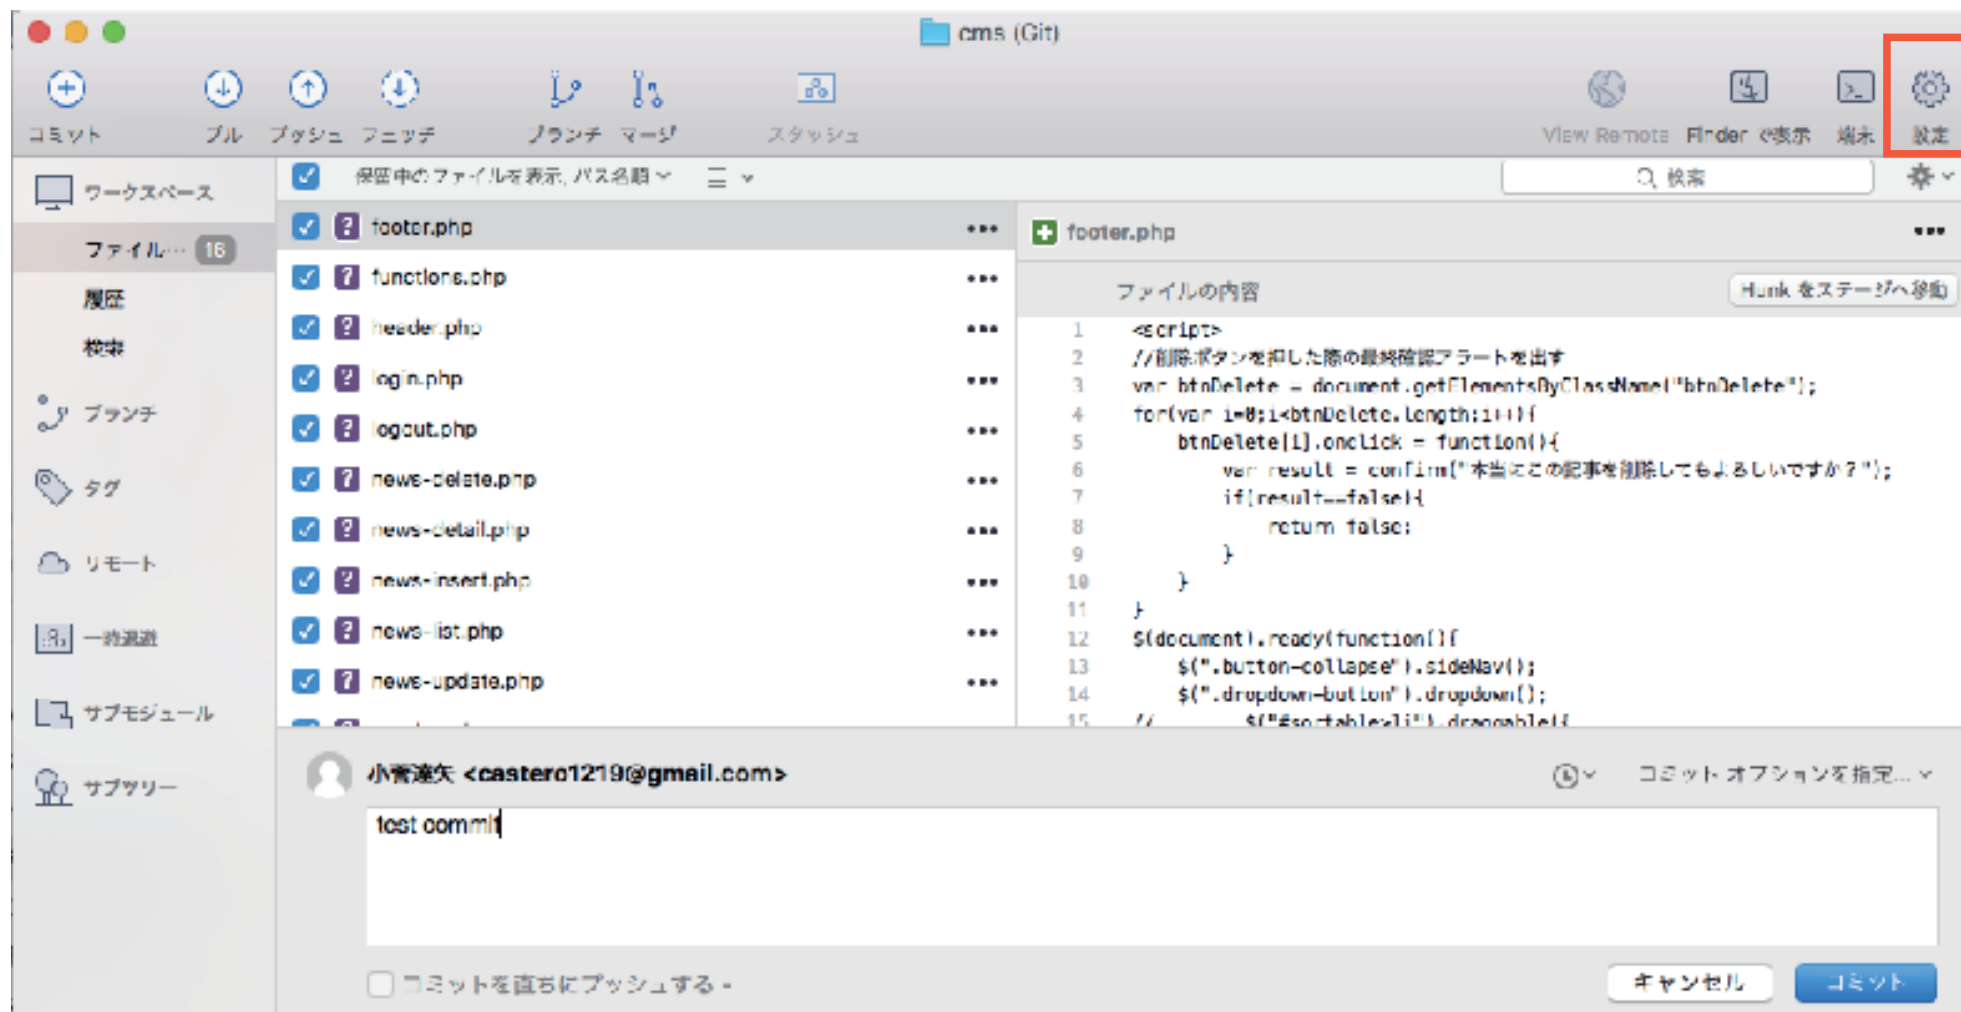 cms (Git)
コミット プル プッシュ フェッチ ブランチ マージ スタッシュ View Remote Finder で表示 端末 設定
ワークスペース
ファイル… 16
履歴
検索
ブランチ
タグ
リモート
一時退避
サブモジュール
サブツリー
保留中のファイルを表示, パス名順
検索
footer.php
functions.php
header.php
login.php
logout.php
news-delete.php
news-detail.php
news-insert.php
news-list.php
news-update.php
footer.php
ファイルの内容 Hunk をステージへ移動
1 <script>
2 //削除ボタンを押した際の最終確認アラートを出す
3 var btnDelete = document.getElementsByClassName("btnDelete");
4 for(var i=0;i<btnDelete.length;i++){
5 btnDelete[i].onclick = function(){
6 var result = confirm("本当にこの記事を削除してもよろしいですか？");
7 if(result==false){
8 return false;
9 }
10 }
11 }
12 $(document).ready(function(){
13 $(".button-collapse").sideNav();
14 $(".dropdown-button").dropdown();
15 // $("#sortable>li").draggable({
小菅達矢 <castero1219@gmail.com>
コミット オプションを指定...
test commit
コミットを直ちにプッシュする -
キャンセル コミット